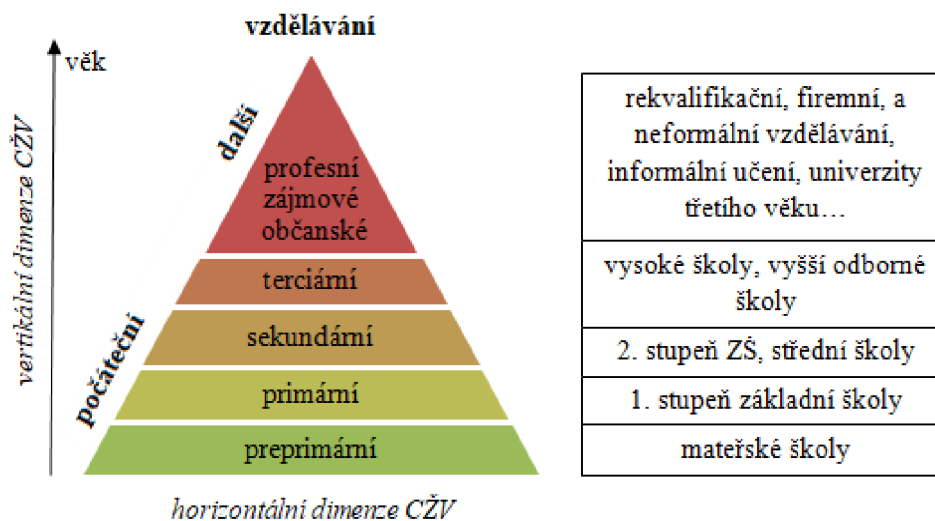 vzdělávání
věk
vertikální dimenze CŽV
další
profesní
zájmové
občanské
rekvalifikační, firemní, a
neformální vzdělávání,
informální učení, univerzity
třetího věku…
počáteční
terciární
vysoké školy, vyšší odborné
školy
sekundární
2. stupeň ZŠ, střední školy
primární
1. stupeň základní školy
preprimární
mateřské školy
horizontální dimenze CŽV